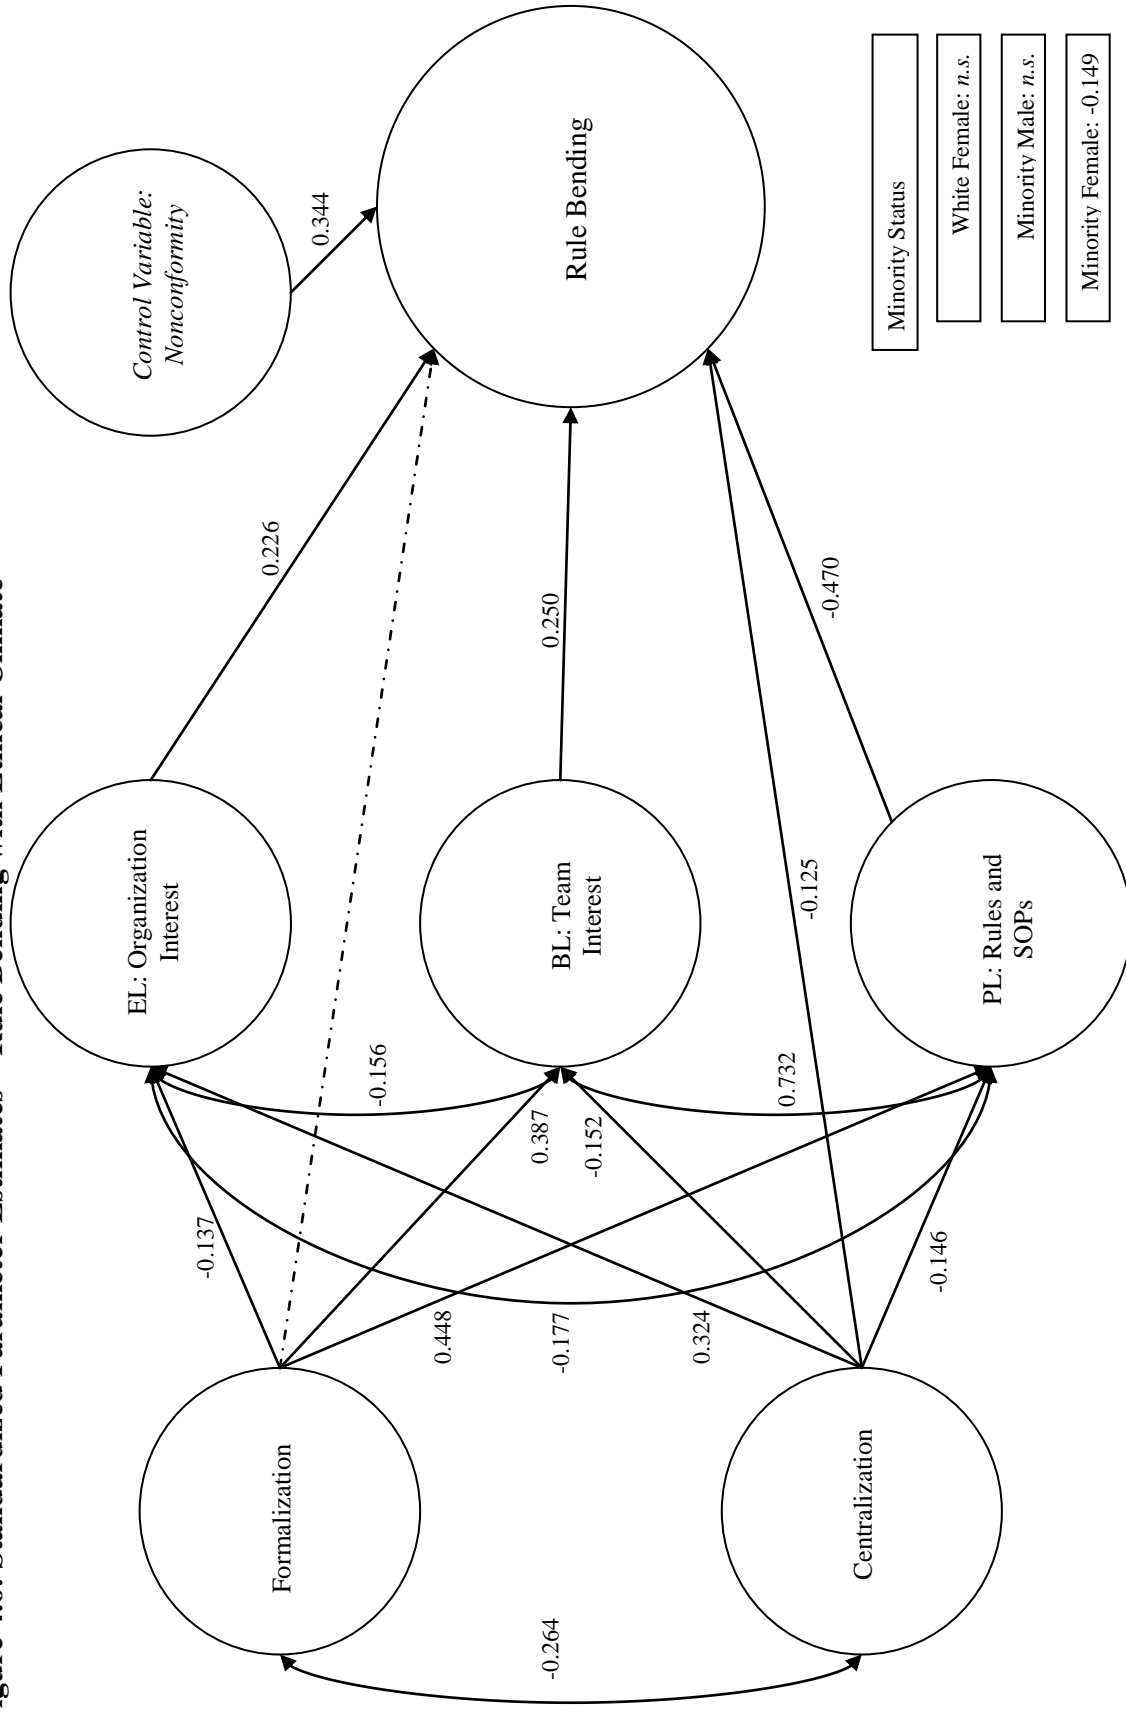 Standardized Parameter Estimates – Rule Bending with Ethical Climate
Control Variable:
Nonconformity
EL: Organization
Interest
-0.137
0.226
0.344
Formalization
-0.156
0.448
-0.264
-0.177
0.387
-0.152
BL: Team
Interest
0.250
Rule Bending
0.324
0.732
-0.125
-0.470
Centralization
-0.146
PL: Rules and
SOPs
Minority Status
White Female: n.s.
Minority Male: n.s.
Minority Female: -0.149